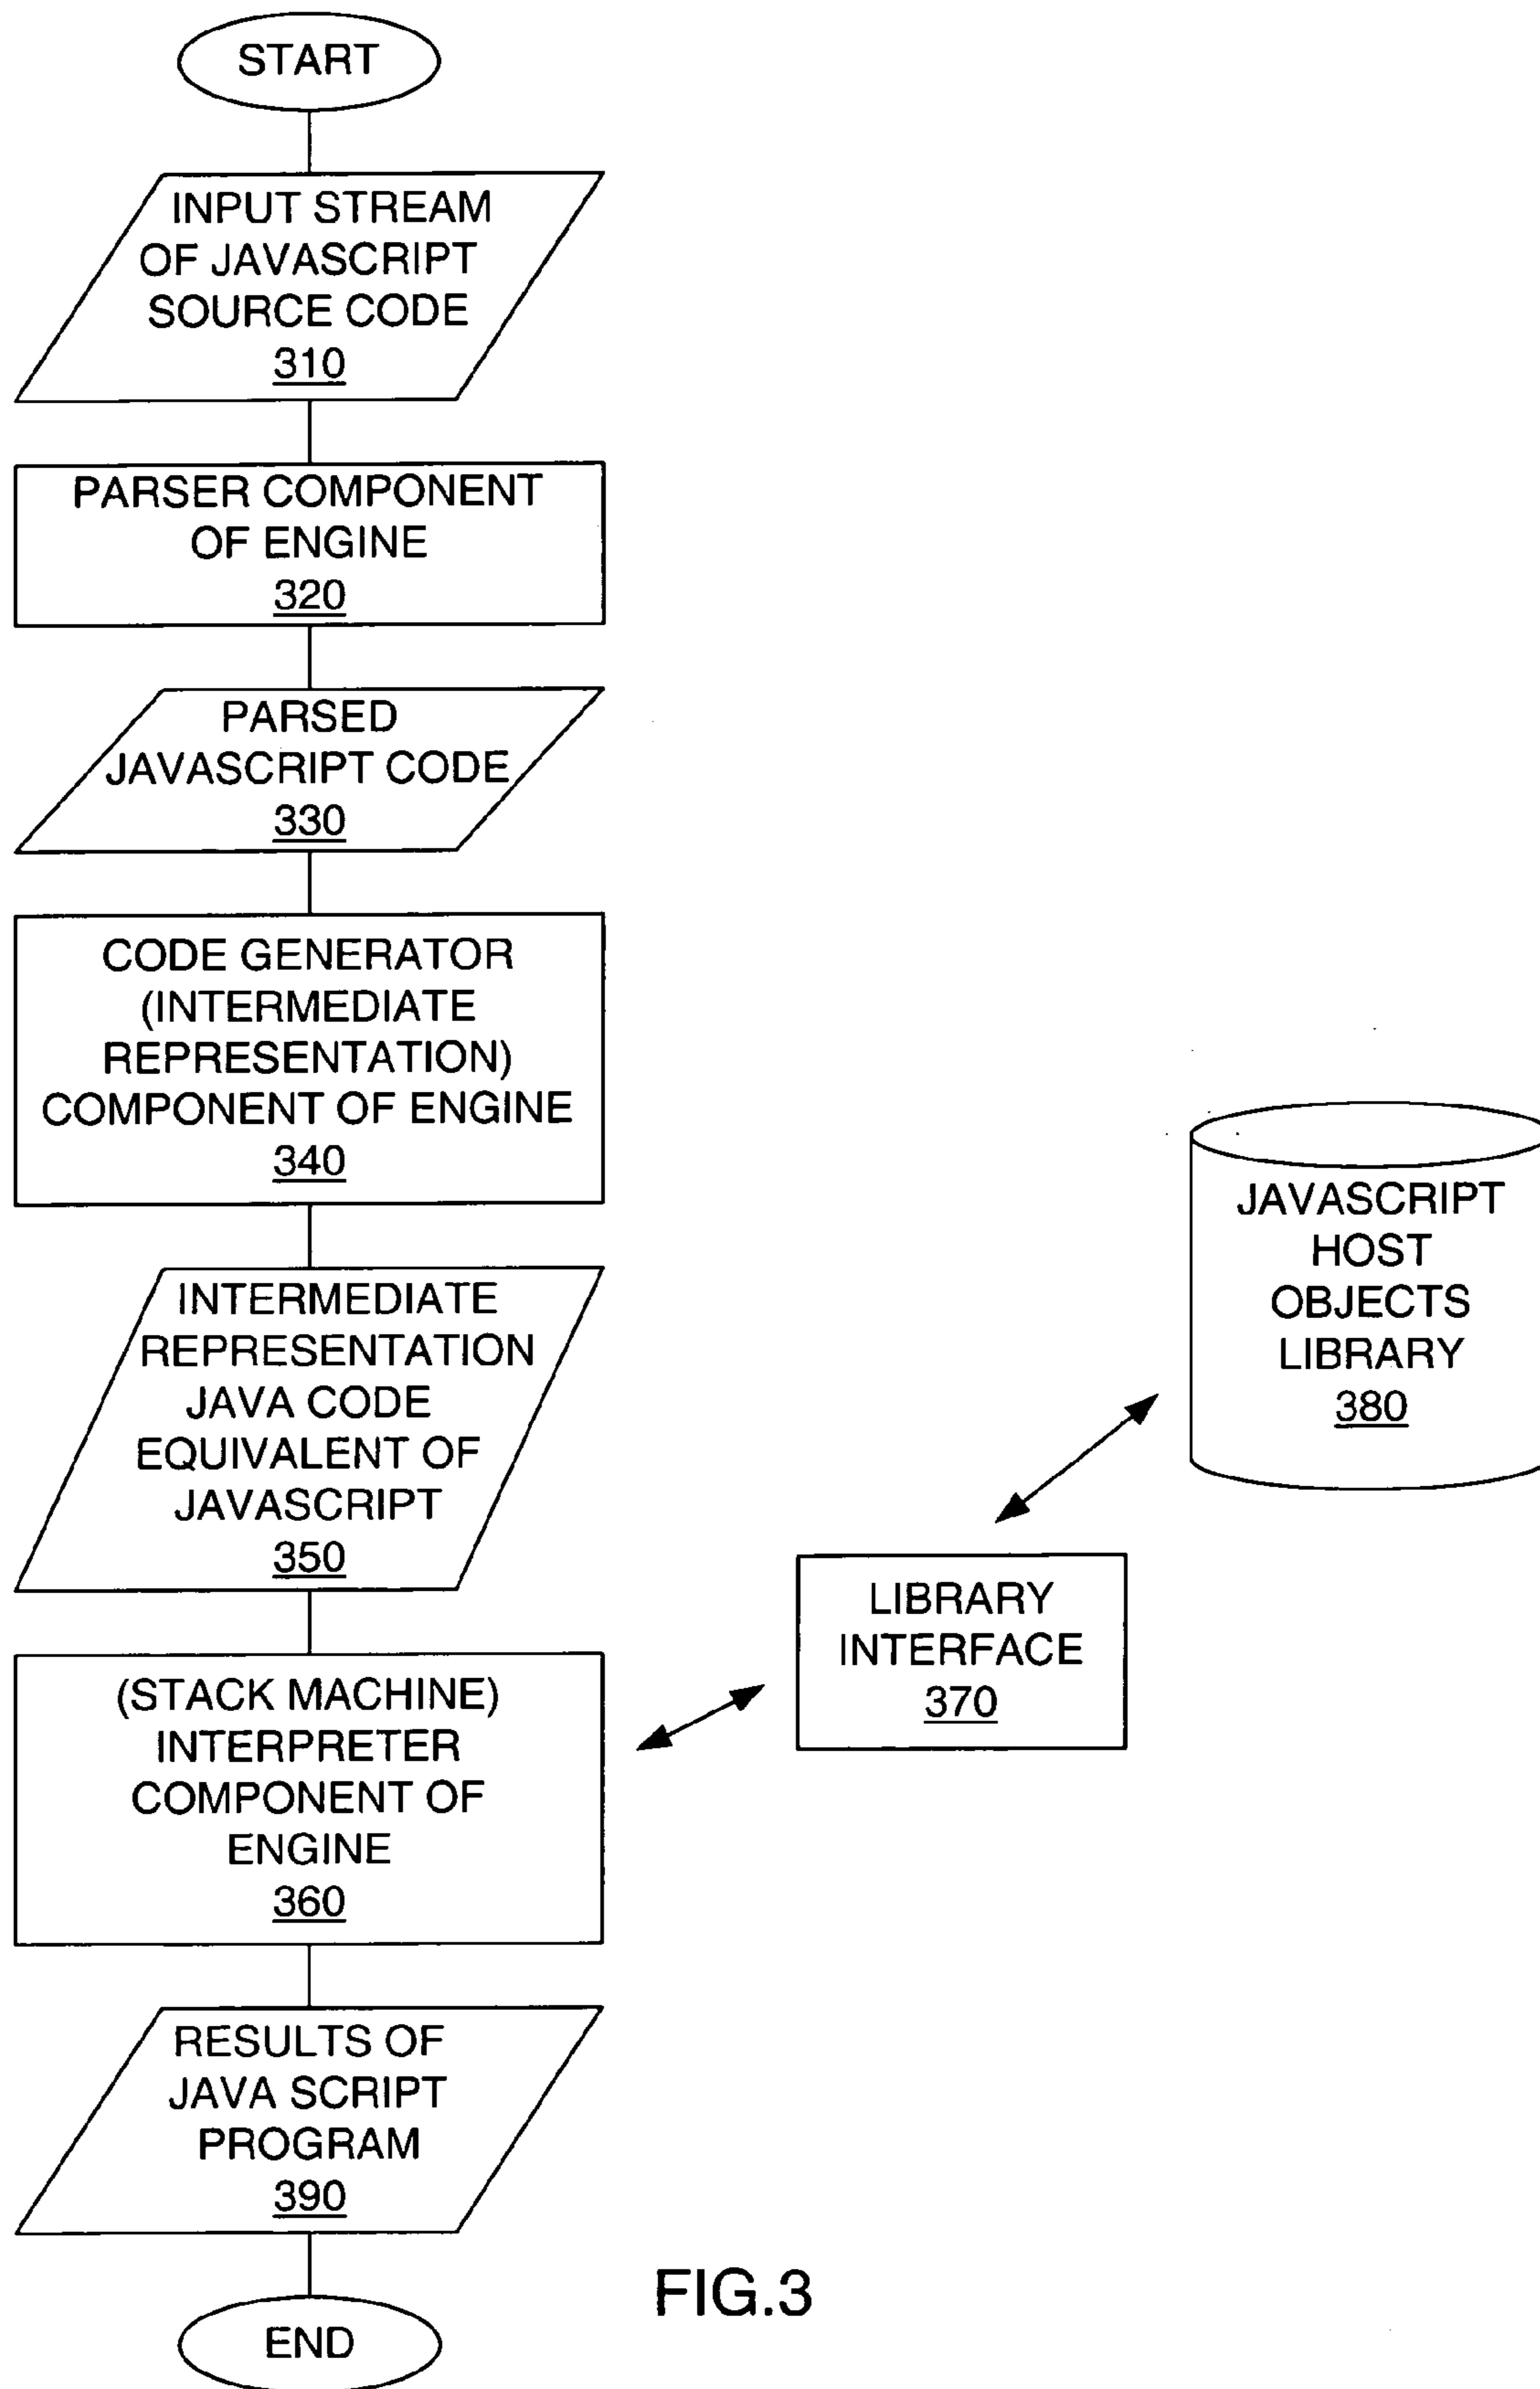 START
INPUT STREAM
OF JAVASCRIPT
SOURCE CODE
310
PARSER COMPONENT
OF ENGINE
320
PARSED
JAVASCRIPT CODE
330
CODE GENERATOR
(INTERMEDIATE
REPRESENTATION)
COMPONENT OF ENGINE
340
INTERMEDIATE
REPRESENTATION
JAVA CODE
EQUIVALENT OF
JAVASCRIPT
350
(STACK MACHINE)
INTERPRETER
COMPONENT OF
ENGINE
360
LIBRARY
INTERFACE
370
JAVASCRIPT
HOST
OBJECTS
LIBRARY
380
RESULTS OF
JAVA SCRIPT
PROGRAM
390
END
FIG.3